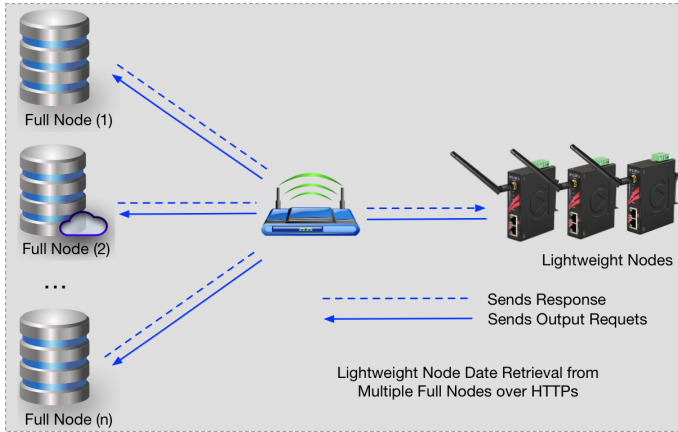 Full Node (1)
Full Node (2)
...
Full Node (n)
Lightweight Nodes
Sends Response
Sends Output Requets
Lightweight Node Date Retrieval from
Multiple Full Nodes over HTTPs